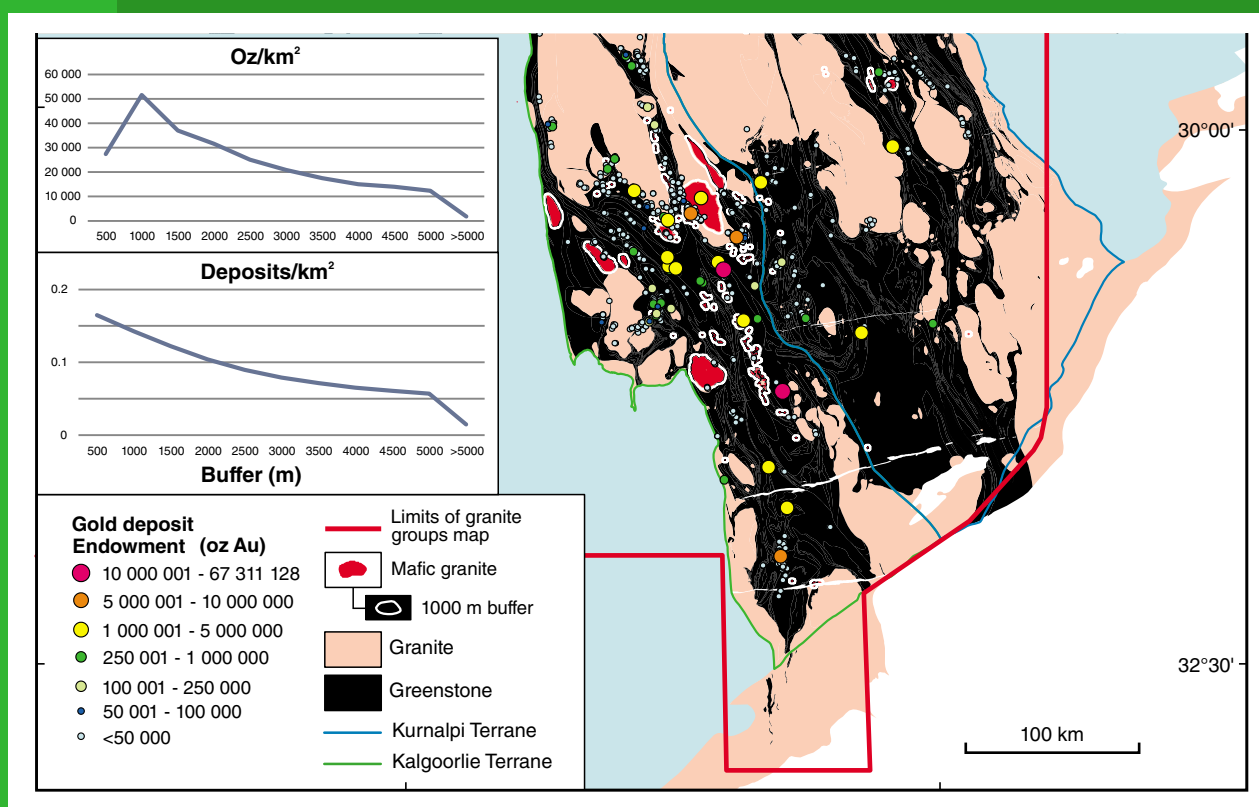 Oz/km²
60 000
50 000
40 000
30 000
20 000
10 000
0
500 1000 1500 2000 2500 3000 3500 4000 4500 5000 >5000
Deposits/km²
0.2
0.1
0
500 1000 1500 2000 2500 3000 3500 4000 4500 5000 >5000
Buffer (m)
Gold deposit
Endowment (oz Au)
10 000 001 - 67 311 128
5 000 001 - 10 000 000
1 000 001 - 5 000 000
250 001 - 1 000 000
100 001 - 250 000
50 001 - 100 000
<50 000
Limits of granite
groups map
Mafic granite
1000 m buffer
Granite
Greenstone
Kurnalpi Terrane
Kalgoorlie Terrane
30°00'
32°30'
100 km